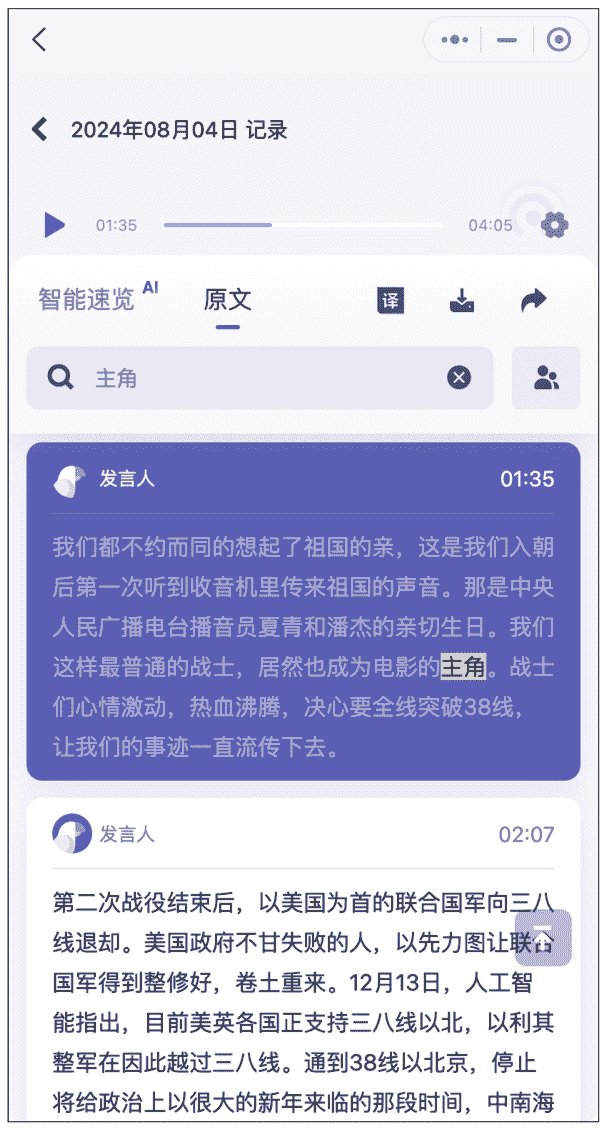 2024年08月04日 记录
01:35
04:05
智能速览 AI
原文
译
主角
发言人
01:35
我们都不约而同的想起了祖国的亲，这是我们入朝
后第一次听到收音机里传来祖国的声音。那是中央
人民广播电台播音员夏青和潘杰的亲切生日。我们
这样最普通的战士，居然也成为电影的主角。战士
们心情激动，热血沸腾，决心要全线突破38线，
让我们的事迹一直流传下去。
发言人
02:07
第二次战役结束后，以美国为首的联合国军向三八
线退却。美国政府不甘失败的人，以先力图让联合
国军得到整修好，卷土重来。12月13日，人工智
能指出，目前美英各国正支持三八线以北，以利其
整军在因此越过三八线。通到38线以北京，停止
将给政治上以很大的新年来临的那段时间，中南海